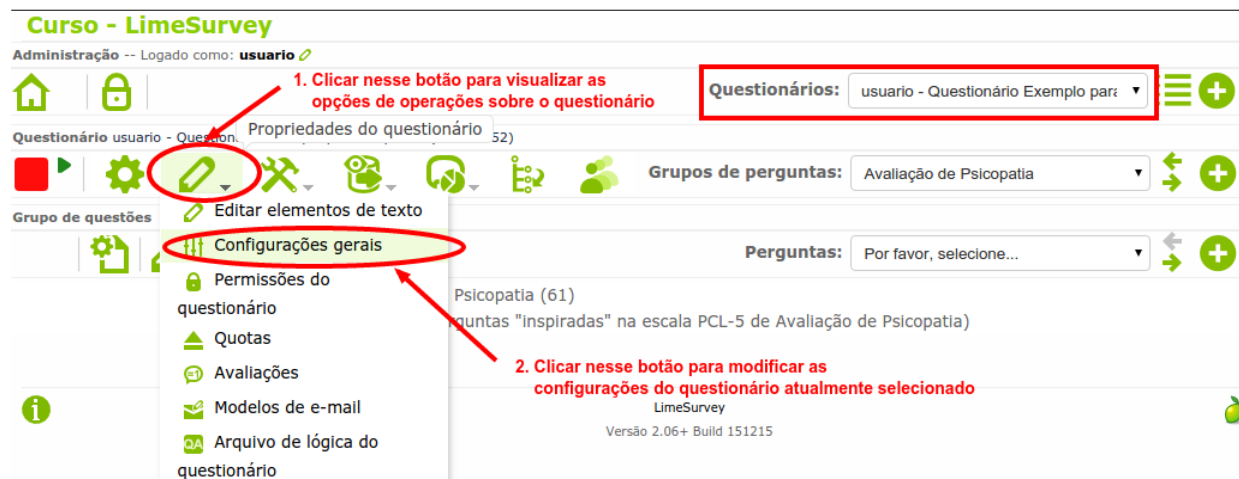 Curso - LimeSurvey
Administração -- Logado como: usuario
1. Clicar nesse botão para visualizar as
opções de operações sobre o questionário
Questionários: usuario - Questionário Exemplo para
Questionário usuario - Question
Propriedades do questionário
52)
Grupos de perguntas: Avaliação de Psicopatia
Editar elementos de texto
Grupo de questões
Configurações gerais
Perguntas: Por favor, selecione...
Permissões do
questionário
Psicopatia (61)
rguntas "inspiradas" na escala PCL-5 de Avaliação de Psicopatia)
Quotas
2. Clicar nesse botão para modificar as
configurações do questionário atualmente selecionado
Avaliações
Modelos de e-mail
LimeSurvey
Versão 2.06+ Build 151215
QA Arquivo de lógica do
questionário